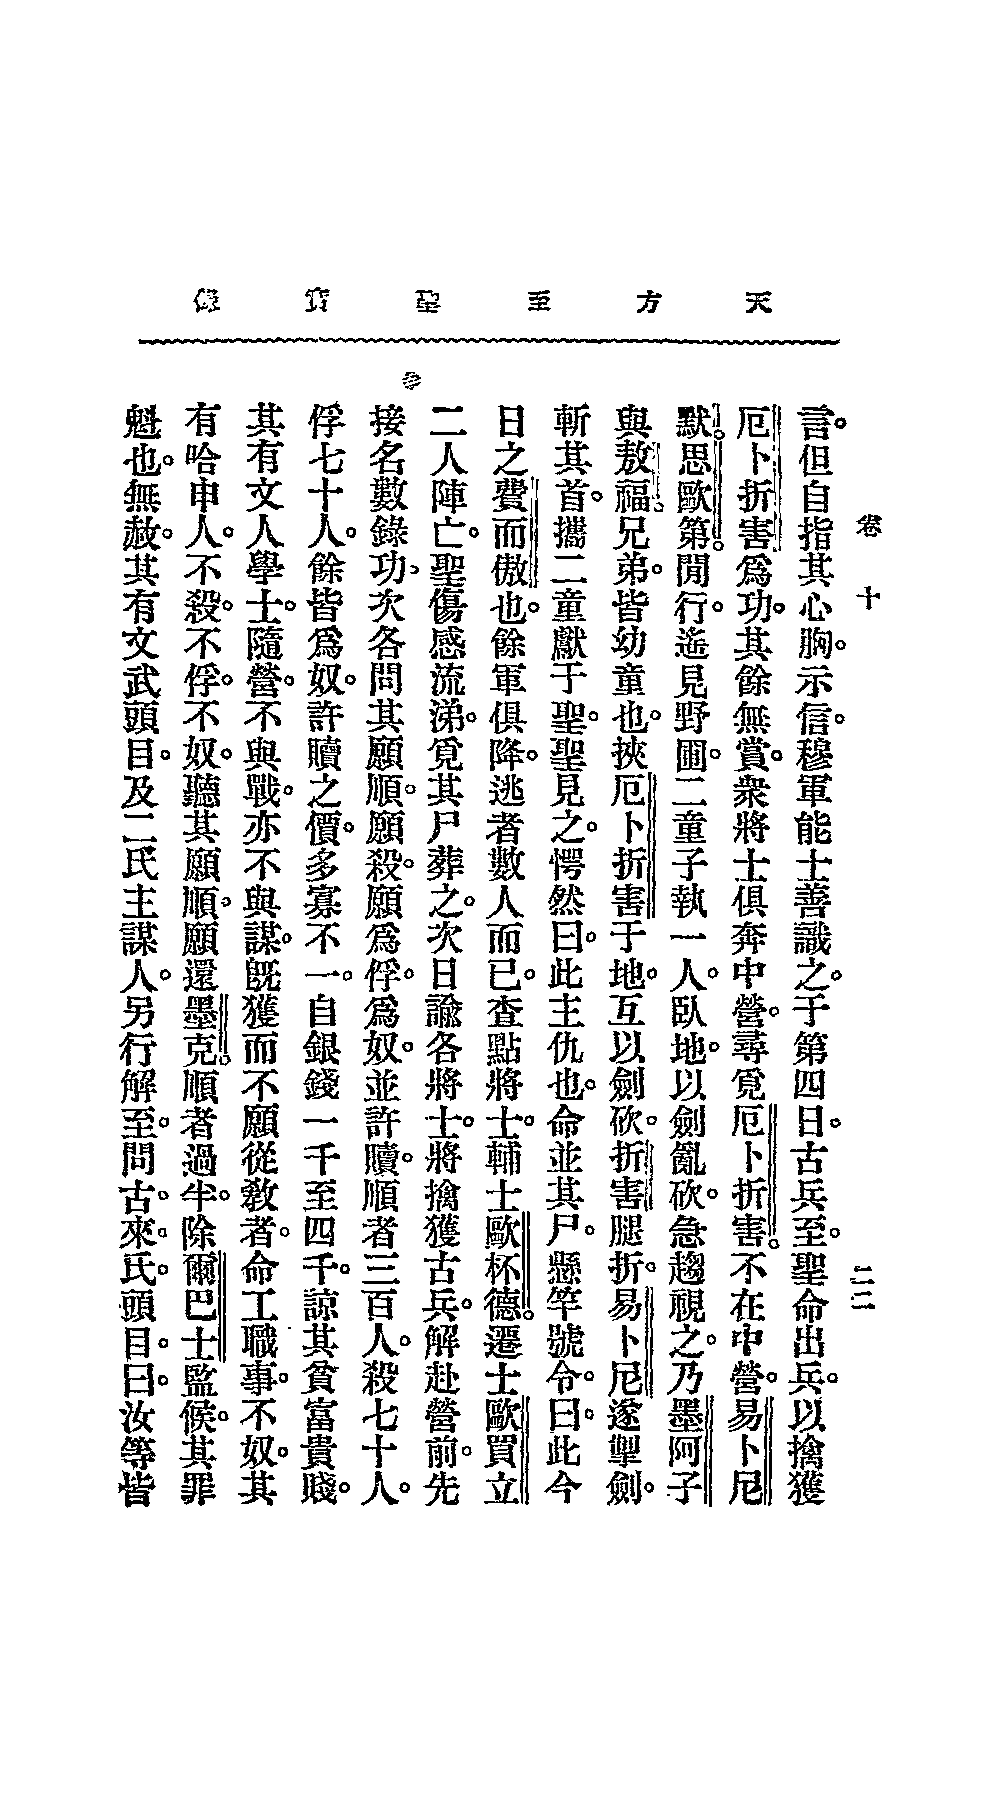 天方至聖實錄
卷十
二二
言。但自指其心胸。示信。穆軍能士善識之。于第四日。古兵至。聖命出兵。以擒獲
厄卜折害爲功。其餘無賞。衆將士俱奔中營。尋覓厄卜折害。不在中營。易卜尼
默。思歐第。閒行。遙見野圃。二童子執一人。臥地。以劍亂砍。急趨視之。乃墨阿子
與敖福兄弟。皆幼童也。挾厄卜折害于地。互以劍砍。折害腿折。易卜尼遂掣劍。
斬其首。攜二童獻于聖。聖見之。愕然曰。此主仇也。命並其尸。懸竿號令。曰。此今
日之費而傲也。餘軍俱降。逃者數人而已。查點將士。輔士歐杯德。遷士歐買立
二人陣亡。聖傷感流涕。覓其尸葬之。次日諭各將士。將擒獲古兵。解赴營前。先
接名數錄功、次各問其願順。願殺。願爲俘。爲奴。並許贖。順者三百人。殺七十人。
俘七十人。餘皆爲奴。許贖之價。多寡不一。自銀錢一千至四千。諒其貧富貴賤。
其有文人學士。隨營。不與戰。亦不與謀。旣獲而不願從教者。命工職事。不奴。其
有哈申人。不殺。不俘。不奴。聽其願順。願還墨克。順者過半。除爾巴士監候。其罪
魁也。無赦。其有文武頭目。及二氏主謀人。另行解至。問古。來。氏。頭目。曰。汝等皆